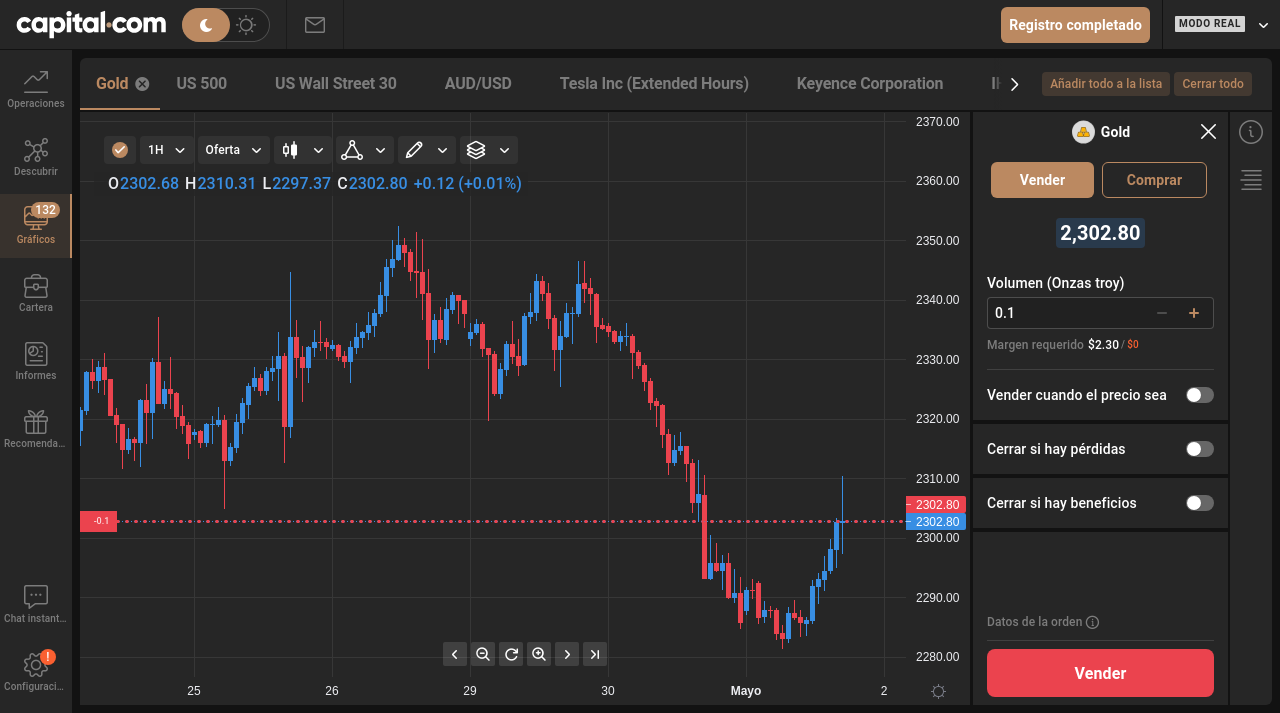 capital.com
Registro completado
MODO REAL
Operaciones
Descubrir
132
Gráficos
Cartera
Informes
Recomenda...
Chat instant...
!
Configuraci...
Gold
US 500
US Wall Street 30
AUD/USD
Tesla Inc (Extended Hours)
Keyence Corporation
Añadir todo a la lista
Cerrar todo
1H
Oferta
O2302.68 H2310.31 L2297.37 C2302.80 +0.12 (+0.01%)
2370.00
2360.00
2350.00
2340.00
2330.00
2320.00
2310.00
2302.80
-0.1
2302.80
2300.00
2290.00
2280.00
25
26
29
30
Mayo
2
Gold
Vender
Comprar
2,302.80
Volumen (Onzas troy)
0.1
Margen requerido $2.30 / $0
Vender cuando el precio sea
Cerrar si hay pérdidas
Cerrar si hay beneficios
Datos de la orden
Vender